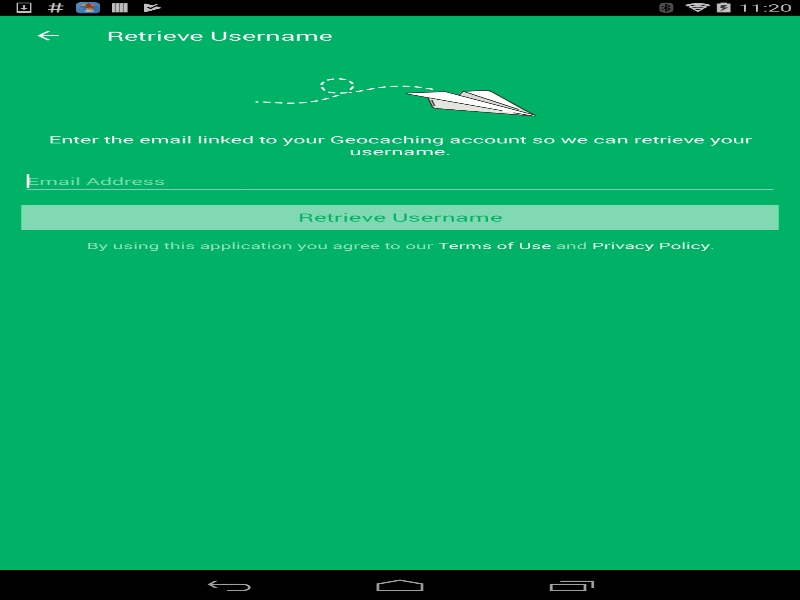 11:20
Retrieve Username
Enter the email linked to your Geocaching account so we can retrieve your
username.
Email Address
Retrieve Username
By using this application you agree to our Terms of Use and Privacy Policy.